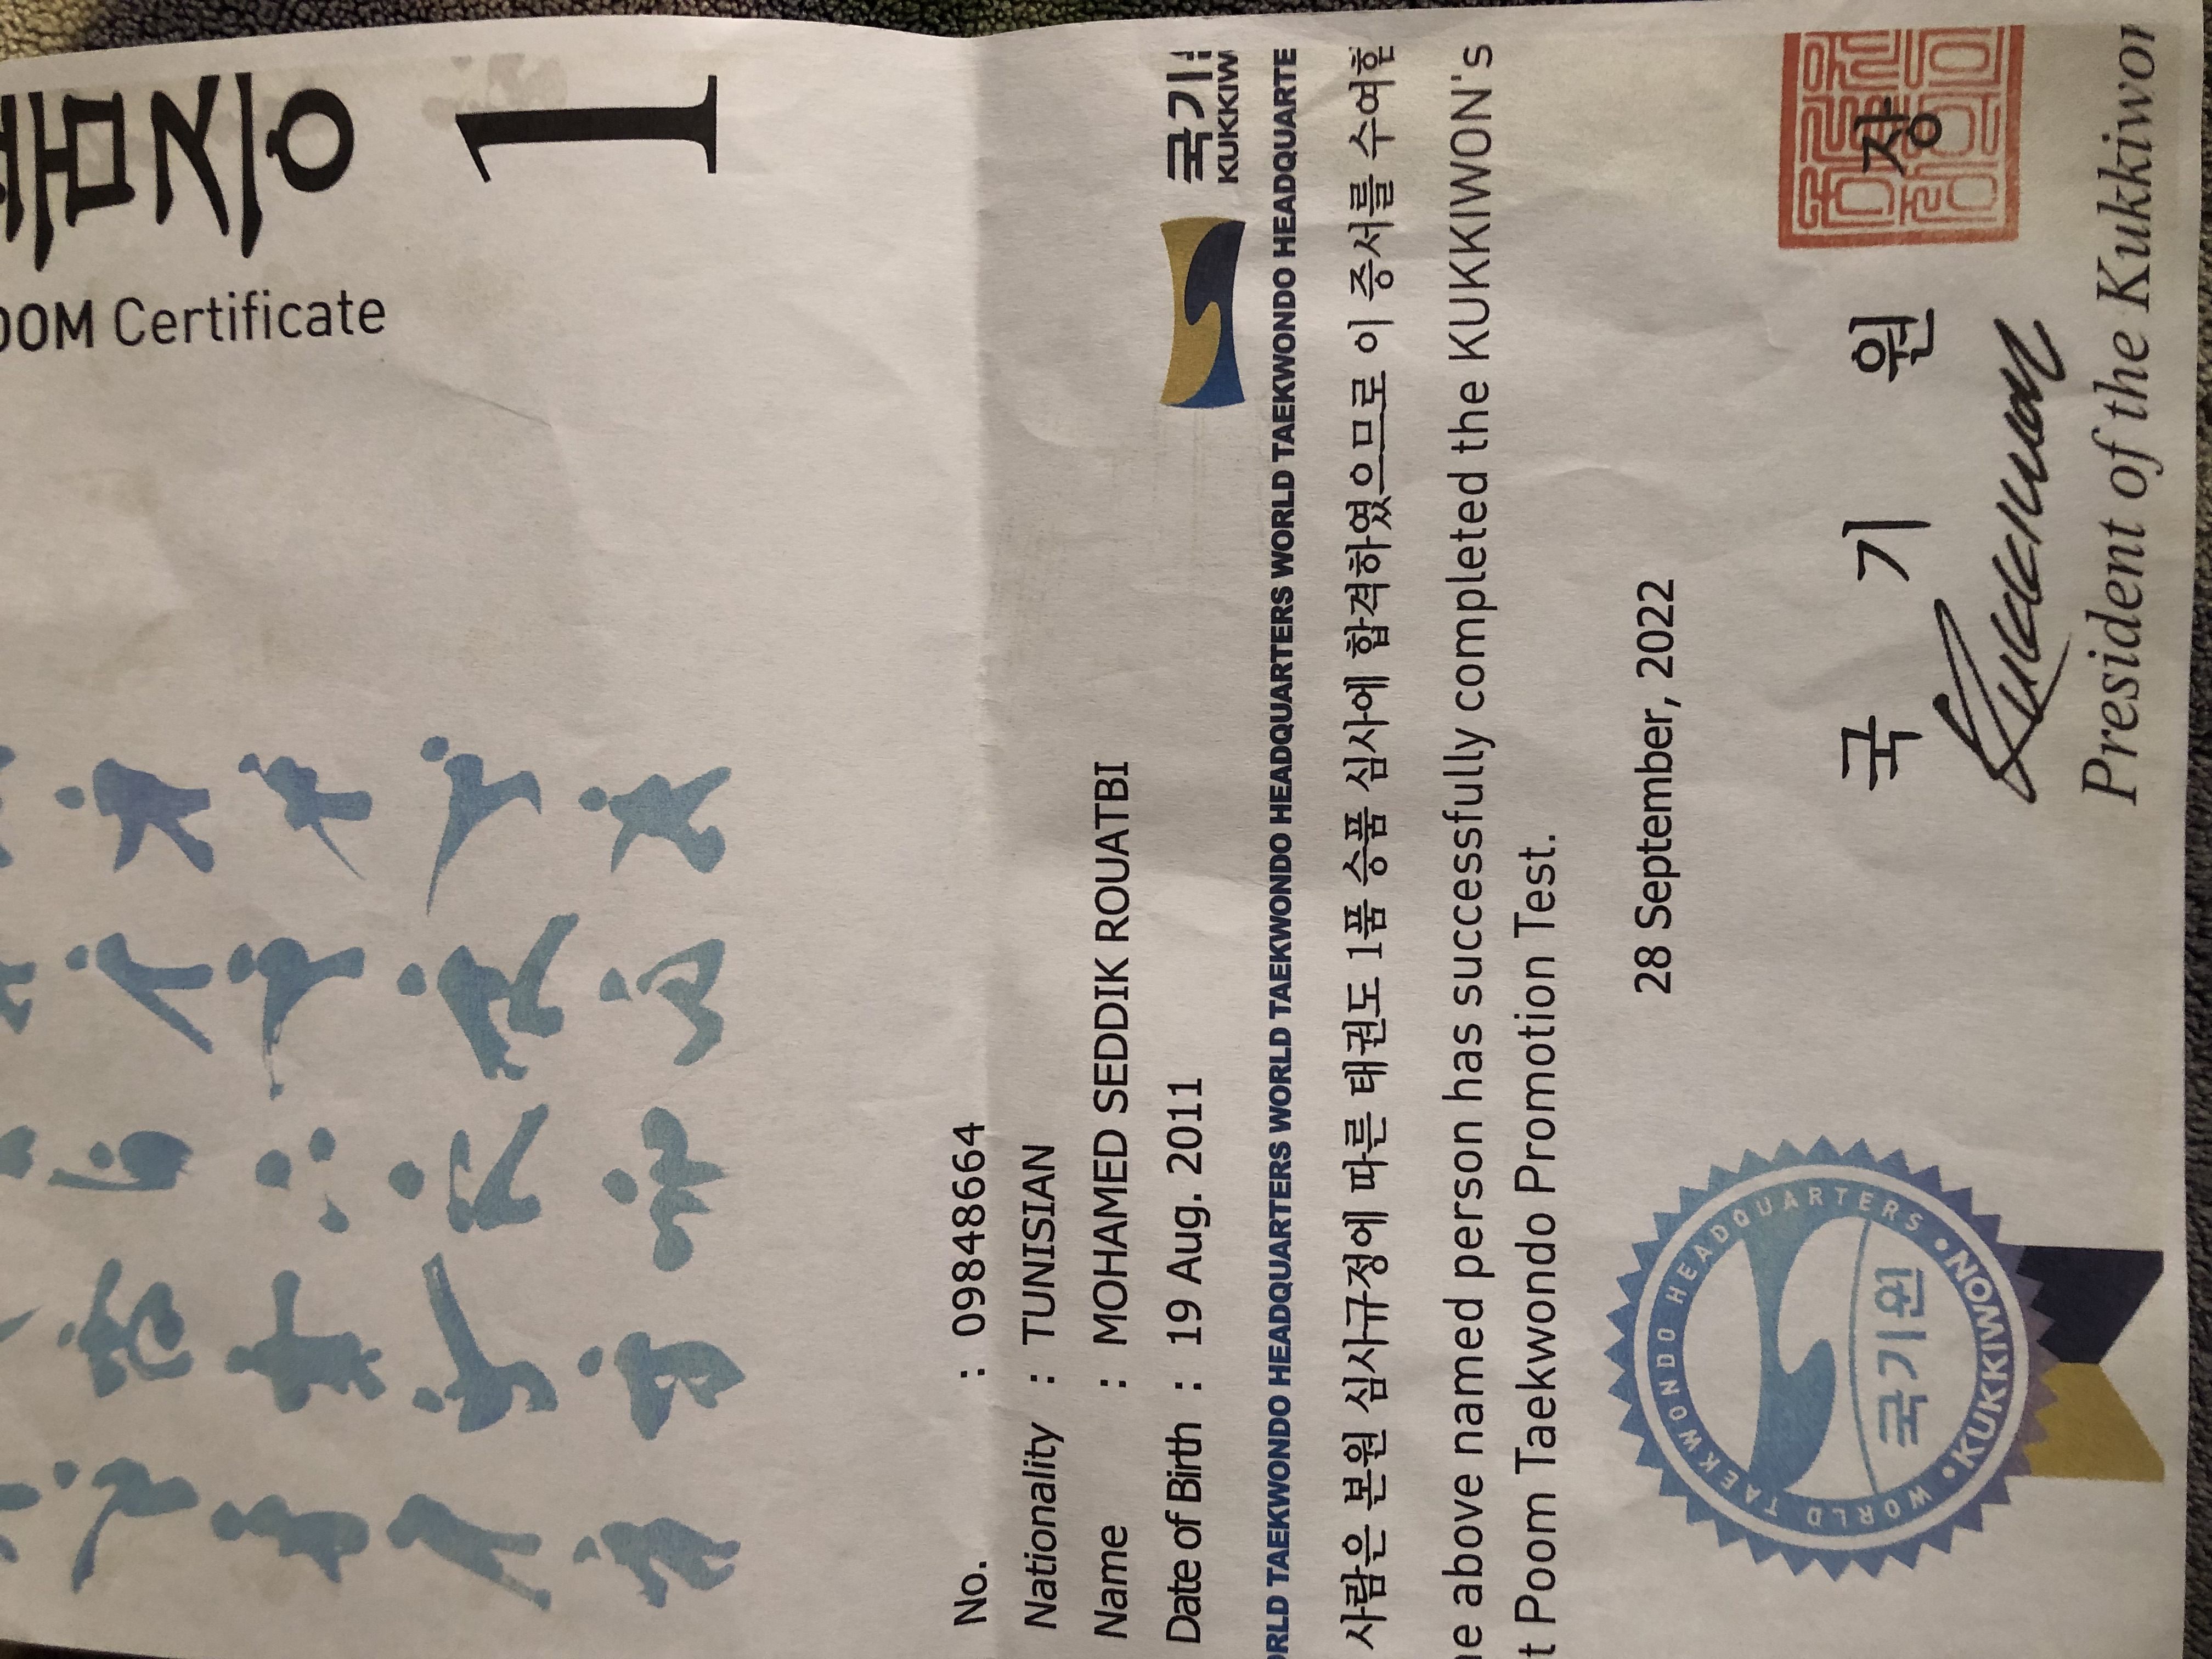 품증
OOM Certificate
1
No. : 09848664
Nationality : TUNISIAN
Name : MOHAMED SEDDIK ROUATBI
Date of Birth : 19 Aug. 2011
국기
KUKKIW
ORLD TAEKWONDO HEADQUARTERS WORLD TAEKWONDO HEADQUARTERS WORLD TAEKWONDO HEADQUARTERS WORLD TAEKWONDO HEADQUARTE
사람은 본원 심사규정에 따른 태권도 1품 승품 심사에 합격하였으므로 이 증서를 수여함
he above named person has successfully completed the KUKKIWON's
t Poom Taekwondo Promotion Test.
28 September, 2022
국 기 원 장
Kukkiwon
President of the Kukkiwon
WORLD TAEKWONDO HEADQUARTERS
국기원
• KUKKIWON •